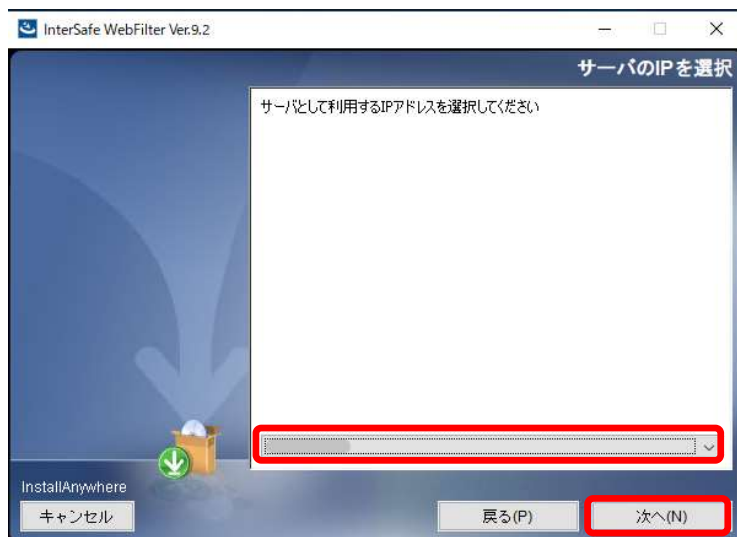 InterSafe WebFilter Ver.9.2
サーバのIPを選択
サーバとして利用するIPアドレスを選択してください
InstallAnywhere
キャンセル
戻る(P)
次へ(N)